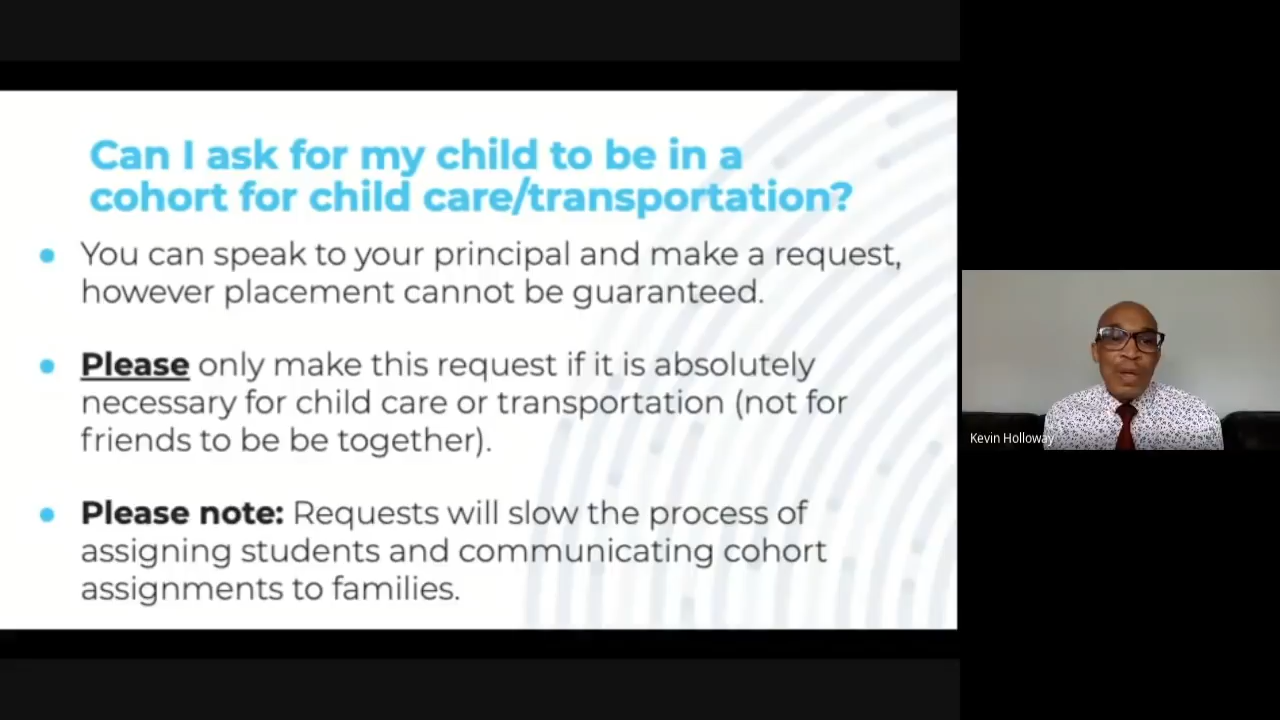 Can I ask for my child to be in a
cohort for child care/transportation?
You can speak to your principal and make a request,
however placement cannot be guaranteed.
Please only make this request if it is absolutely
necessary for child care or transportation (not for
friends to be be together).
Please note: Requests will slow the process of
assigning students and communicating cohort
assignments to families.
Kevin Holloway